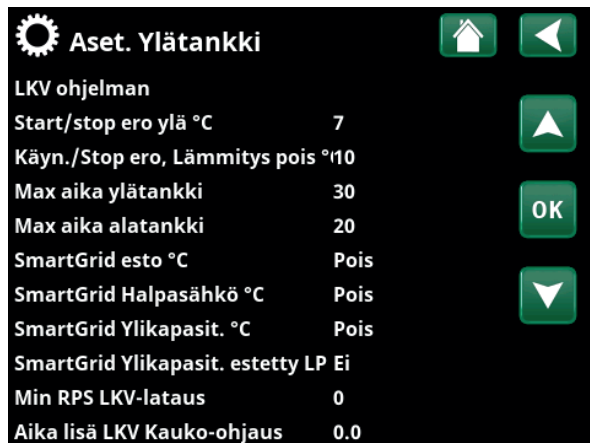 Aset. Ylätankki
LKV ohjelman
Start/stop ero ylä °C 7
Käyn./Stop ero, Lämmitys pois °( 10
Max aika ylätankki 30
Max aika alatankki 20
OK
SmartGrid esto °C Pois
SmartGrid Halpasähkö °C Pois
SmartGrid Ylikapasit. °C Pois
SmartGrid Ylikapasit. estetty LP Ei
Min RPS LKV-lataus 0
Aika lisä LKV Kauko-ohjaus 0.0